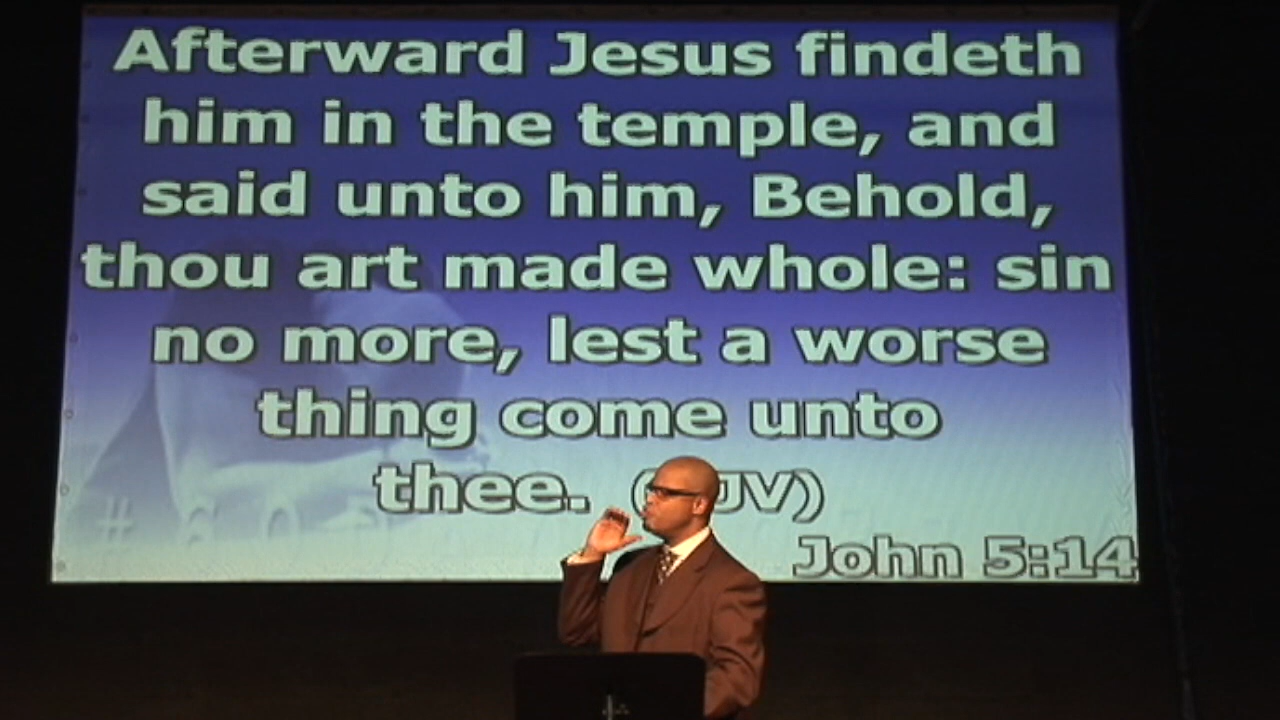 Afterward Jesus findeth
him in the temple, and
said unto him, Behold,
thou art made whole: sin
no more, lest a worse
thing come unto
thee. (JV)
John 5:14